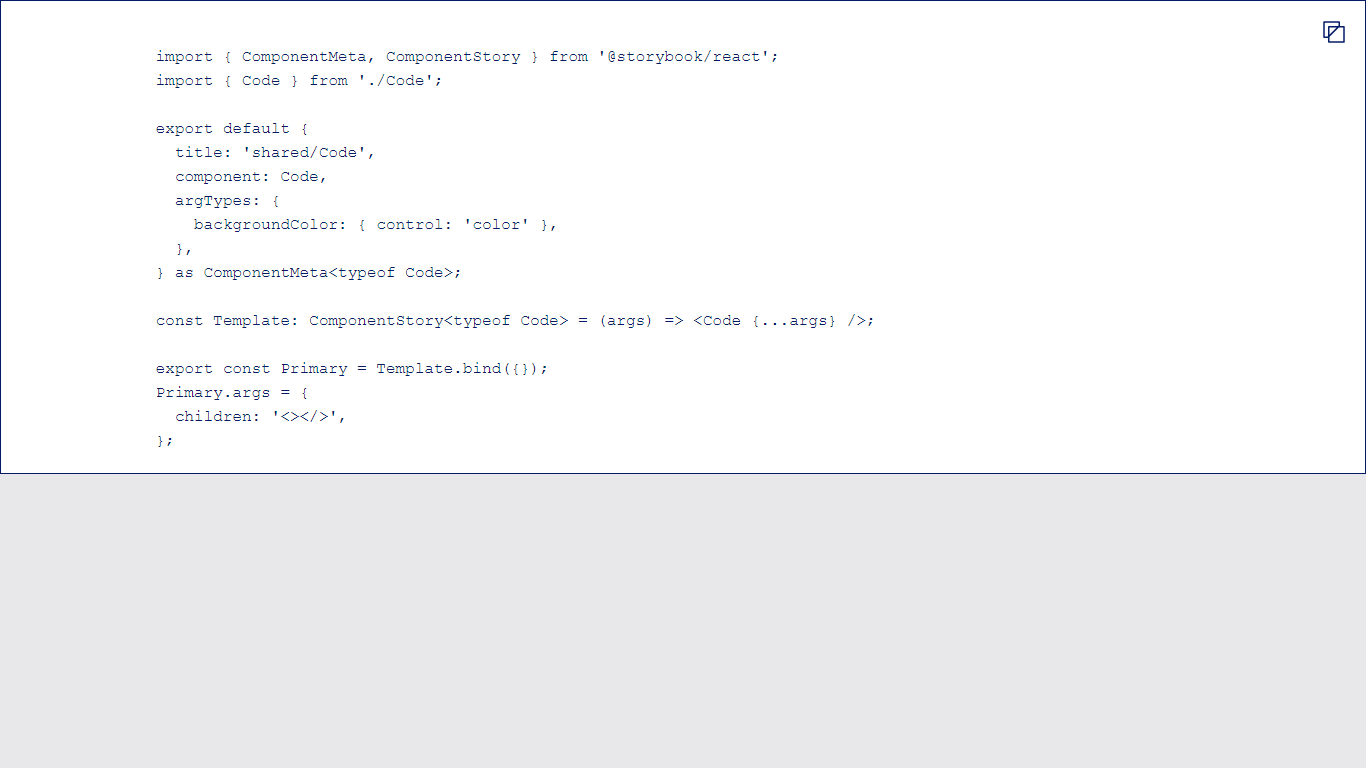 import { ComponentMeta, ComponentStory } from '@storybook/react';
import { Code } from './Code';

export default {
  title: 'shared/Code',
  component: Code,
  argTypes: {
    backgroundColor: { control: 'color' },
  },
} as ComponentMeta<typeof Code>;

const Template: ComponentStory<typeof Code> = (args) => <Code {...args} />;

export const Primary = Template.bind({});
Primary.args = {
  children: '<></>',
};